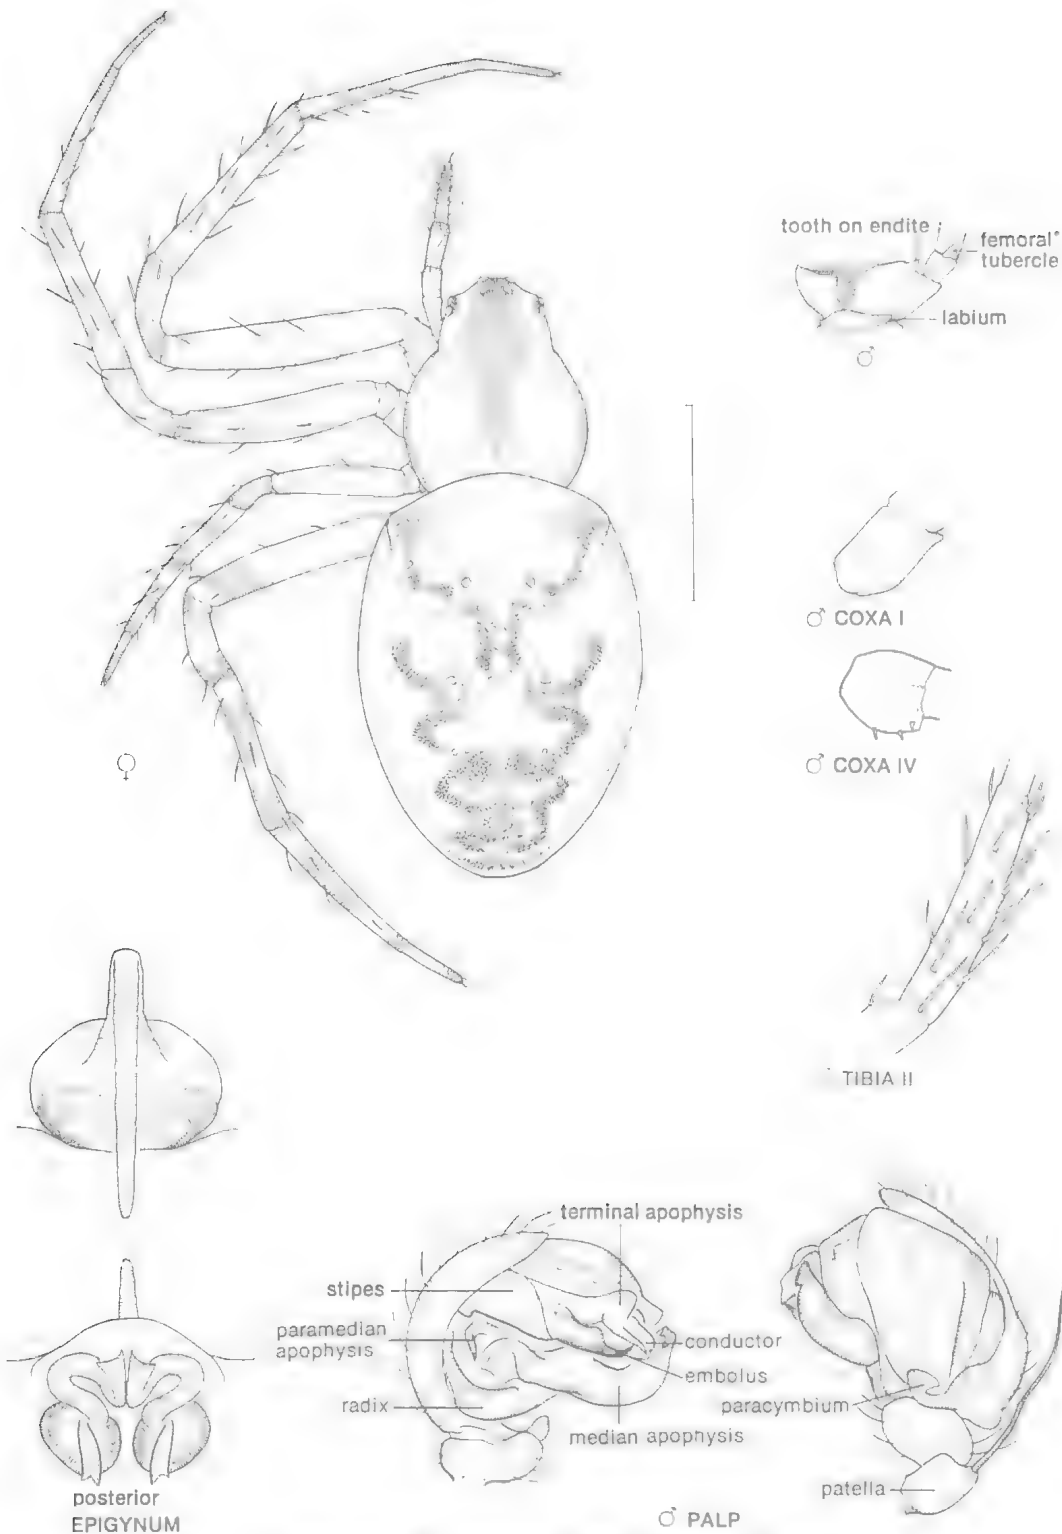 tooth on endite
femoral
tubercle
labium
♂
♂ COXA I
♂ COXA IV
♀
TIBIA II
terminal apophysis
stipes
paramedian
apophysis
conductor
embolus
radix
paracymbium
median apophysis
patella
posterior
EPIGYNUM
♂ PALP